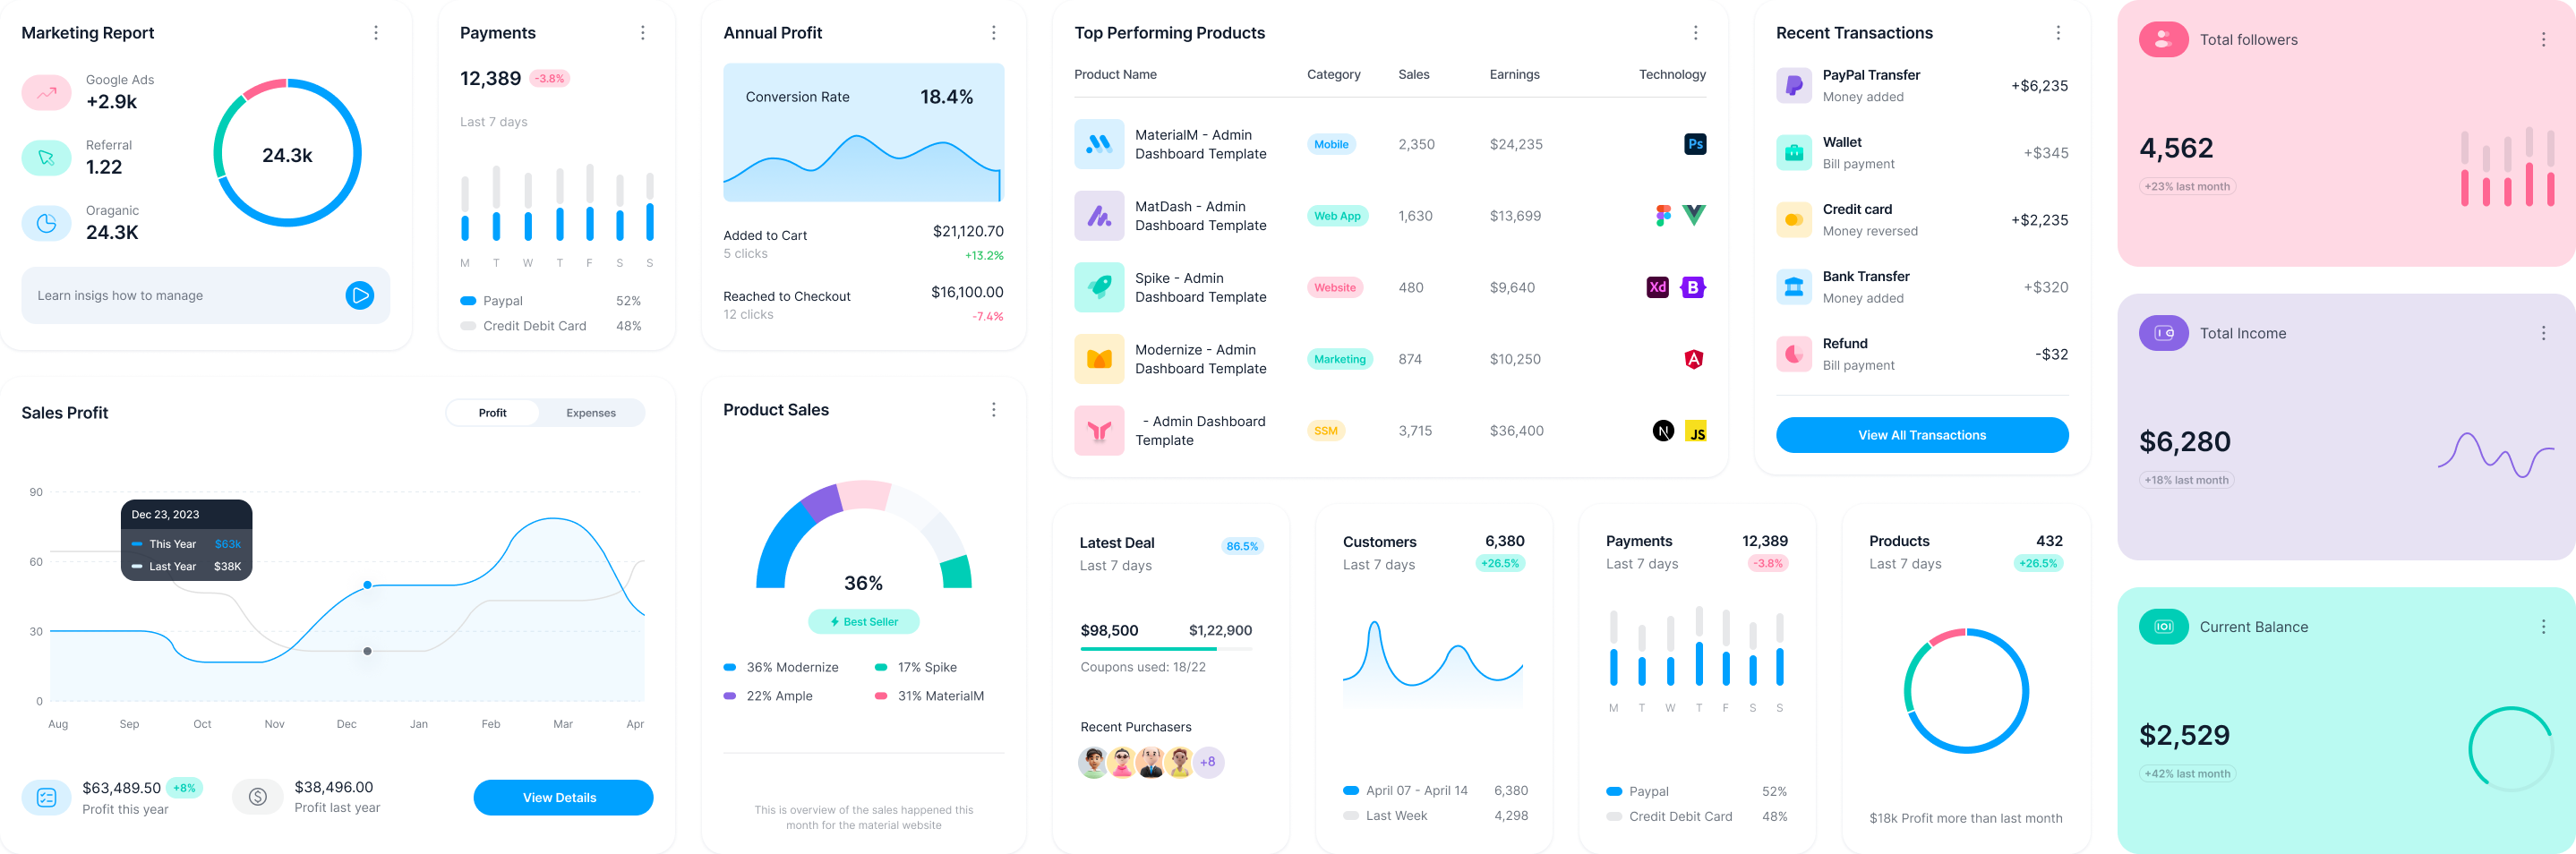 Marketing Report
Google Ads
+2.9k
Referral
1.22
Oraganic
24.3K
24.3k
Learn insigs how to manage
Payments
12,389 -3.8%
Last 7 days
M T W T F S S
Paypal 52%
Credit Debit Card 48%
Annual Profit
Conversion Rate 18.4%
Added to Cart $21,120.70
5 clicks +13.2%
Reached to Checkout $16,100.00
12 clicks -7.4%
Top Performing Products
Product Name Category Sales Earnings Technology
MaterialM - Admin
Dashboard Template
Mobile 2,350 $24,235 Ps
MatDash - Admin
Dashboard Template
Web App 1,630 $13,699
Spike - Admin
Dashboard Template
Website 480 $9,640 Xd B
Modernize - Admin
Dashboard Template
Marketing 874 $10,250 A
- Admin Dashboard
Template
SSM 3,715 $36,400 N JS
Recent Transactions
PayPal Transfer
Money added
+$6,235
Wallet
Bill payment
+$345
Credit card
Money reversed
+$2,235
Bank Transfer
Money added
+$320
Refund
Bill payment
-$32
View All Transactions
Total followers
4,562
+23% last month
Total Income
$6,280
+18% last month
Current Balance
$2,529
+42% last month
Sales Profit
Profit Expenses
90
60
30
0
Dec 23, 2023
This Year $63k
Last Year $38K
Aug Sep Oct Nov Dec Jan Feb Mar Apr
$63,489.50 +8%
Profit this year
$38,496.00
Profit last year
View Details
Product Sales
36%
Best Seller
36% Modernize 17% Spike
22% Ample 31% MaterialM
This is overview of the sales happened this
month for the material website
Latest Deal 86.5%
Last 7 days
$98,500 $1,22,900
Coupons used: 18/22
Recent Purchasers
+8
Customers 6,380
Last 7 days +26.5%
April 07 - April 14 6,380
Last Week 4,298
Payments 12,389
Last 7 days -3.8%
M T W T F S S
Paypal 52%
Credit Debit Card 48%
Products 432
Last 7 days +26.5%
$18k Profit more than last month